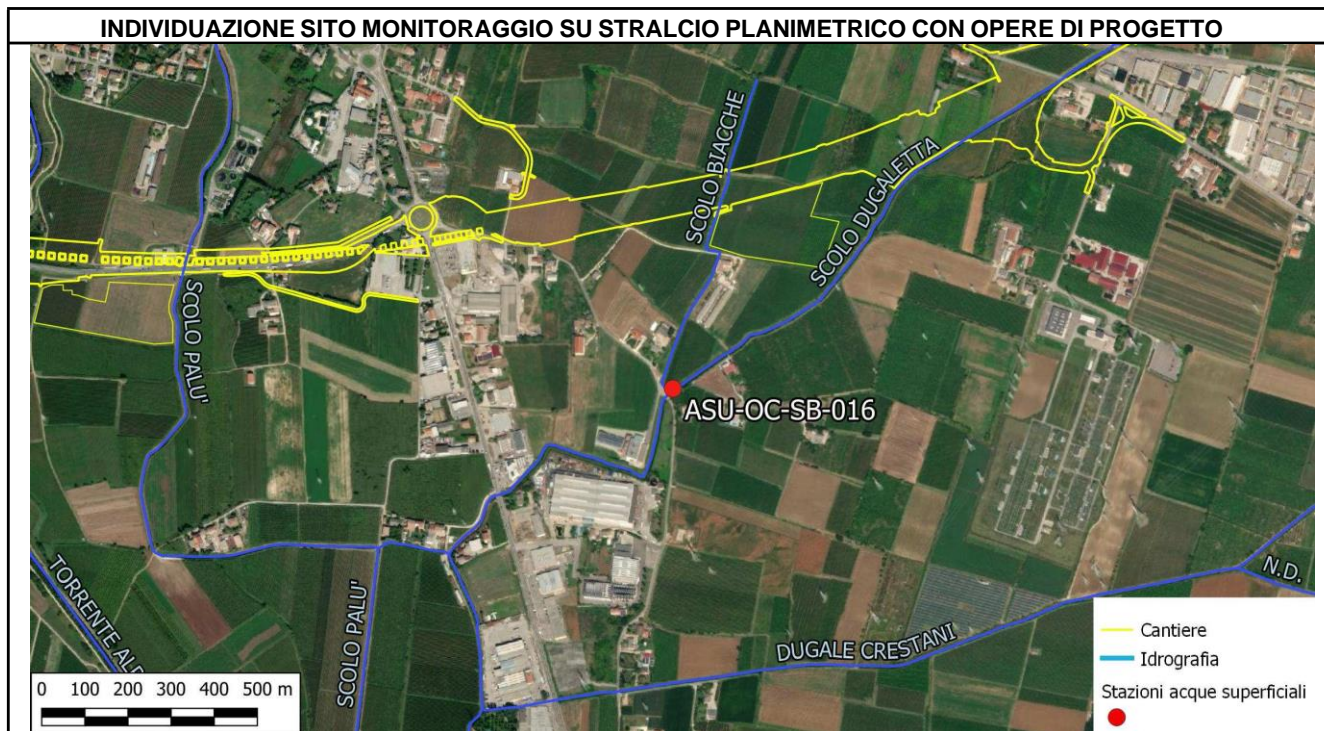 INDIVIDUAZIONE SITO MONITORAGGIO SU STRALCIO PLANIMETRICO CON OPERE DI PROGETTO
SCOLO BIACCHE
SCOLO DUGALETTA
SCOLO PALU'
ASU-OC-SB-016
TORRENTE ALP
SCOLO PALU'
DUGALE CRESTANI
N.D.
0 100 200 300 400 500 m
Cantiere
Idrografia
Stazioni acque superficiali